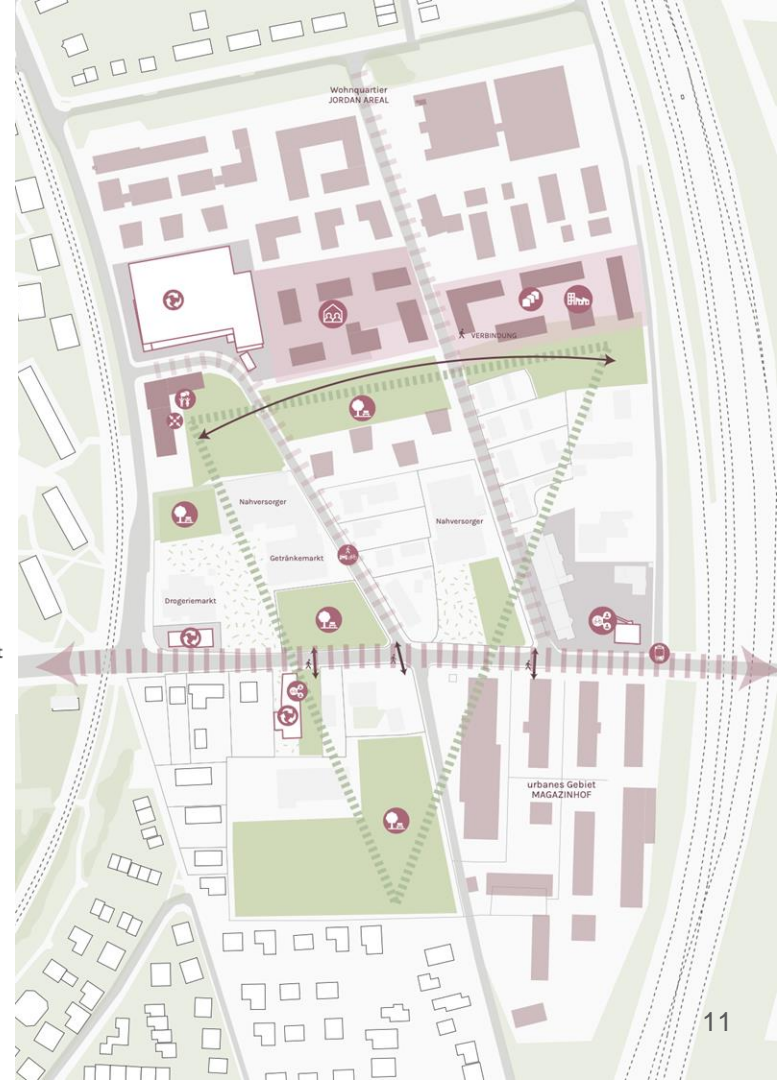 Wohnquartier
JORDAN AREAL
VERBINDUNG
Nahversorger
Nahversorger
Getränkemarkt
Drogeriemarkt
urbanes Gebiet
MAGAZINHOF
11